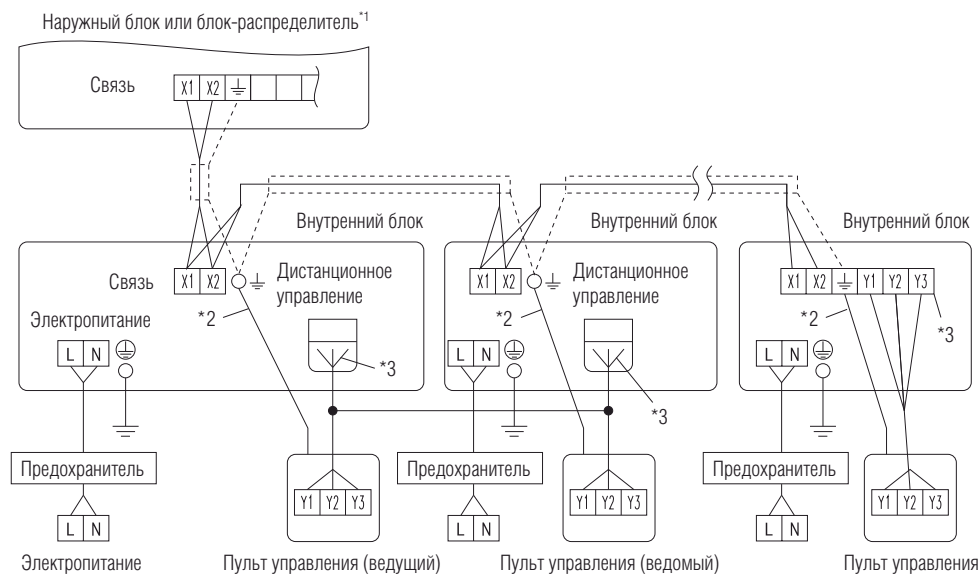 Наружный блок или блок-распределитель*1
Связь X1 X2
Внутренний блок Внутренний блок Внутренний блок
Связь X1 X2 Дистанционное управление X1 X2 Дистанционное управление X1 X2 Y1 Y2 Y3
*2 *2 *2 *3
Электропитание
L N *3 L N *3 L N
Предохранитель Предохранитель Предохранитель
Y1 Y2 Y3 Y1 Y2 Y3 Y1 Y2 Y3
L N L N L N
Электропитание Пульт управления (ведущий) Пульт управления (ведомый) Пульт управления